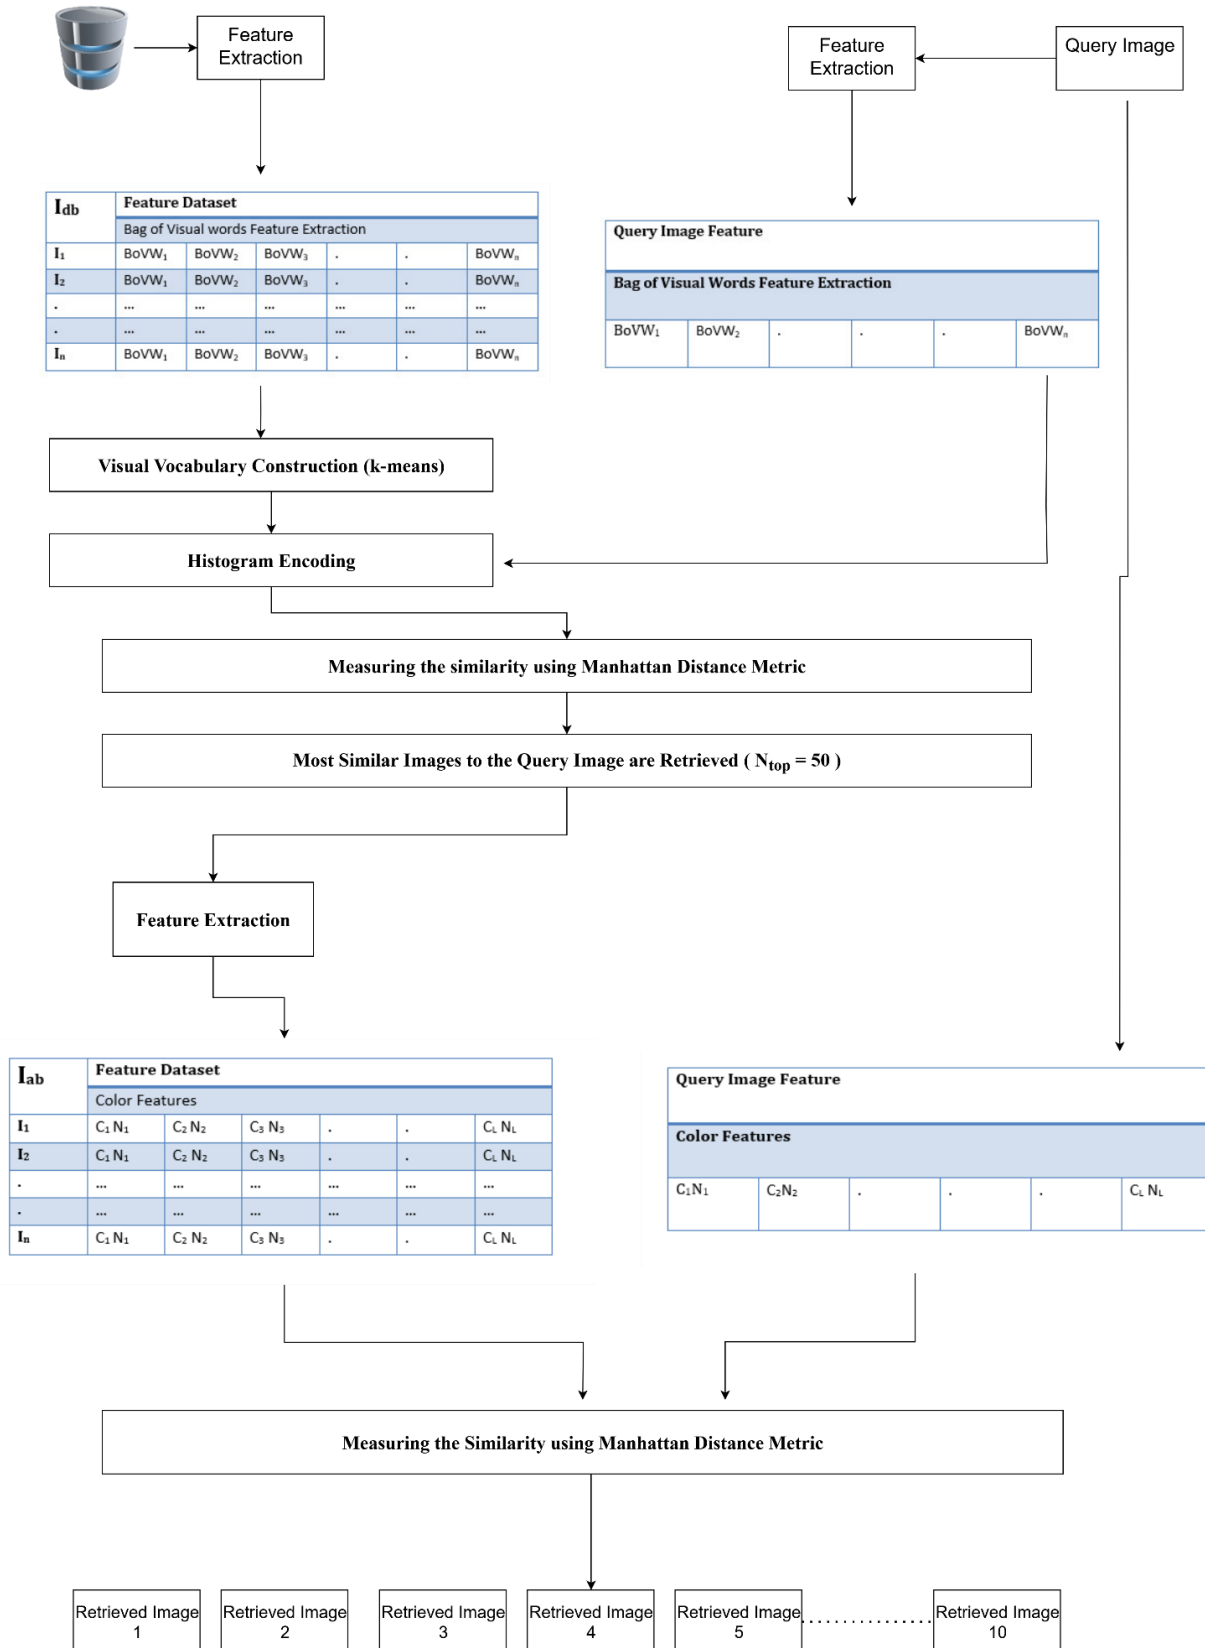 Feature
Extraction
Feature
Extraction
Query Image
Idb Feature Dataset
Bag of Visual words Feature Extraction
I1 BoVW1 BoVW2 BoVW3 . . BoVWn
I2 BoVW1 BoVW2 BoVW3 . . BoVWn
. ... ... ... ... ... ...
. ... ... ... ... ... ...
In BoVW1 BoVW2 BoVW3 . . BoVWn
Query Image Feature
Bag of Visual Words Feature Extraction
BoVW1 BoVW2 . . . BoVWn
Visual Vocabulary Construction (k-means)
Histogram Encoding
Measuring the similarity using Manhattan Distance Metric
Most Similar Images to the Query Image are Retrieved ( Ntop = 50 )
Feature Extraction
Iab Feature Dataset
Color Features
I1 C1 N1 C2 N2 C3 N3 . . CL NL
I2 C1 N1 C2 N2 C3 N3 . . CL NL
. ... ... ... ... ... ...
. ... ... ... ... ... ...
In C1 N1 C2 N2 C3 N3 . . CL NL
Query Image Feature
Color Features
C1N1 C2N2 . . . CL NL
Measuring the Similarity using Manhattan Distance Metric
Retrieved Image
1
Retrieved Image
2
Retrieved Image
3
Retrieved Image
4
Retrieved Image
5
Retrieved Image
10